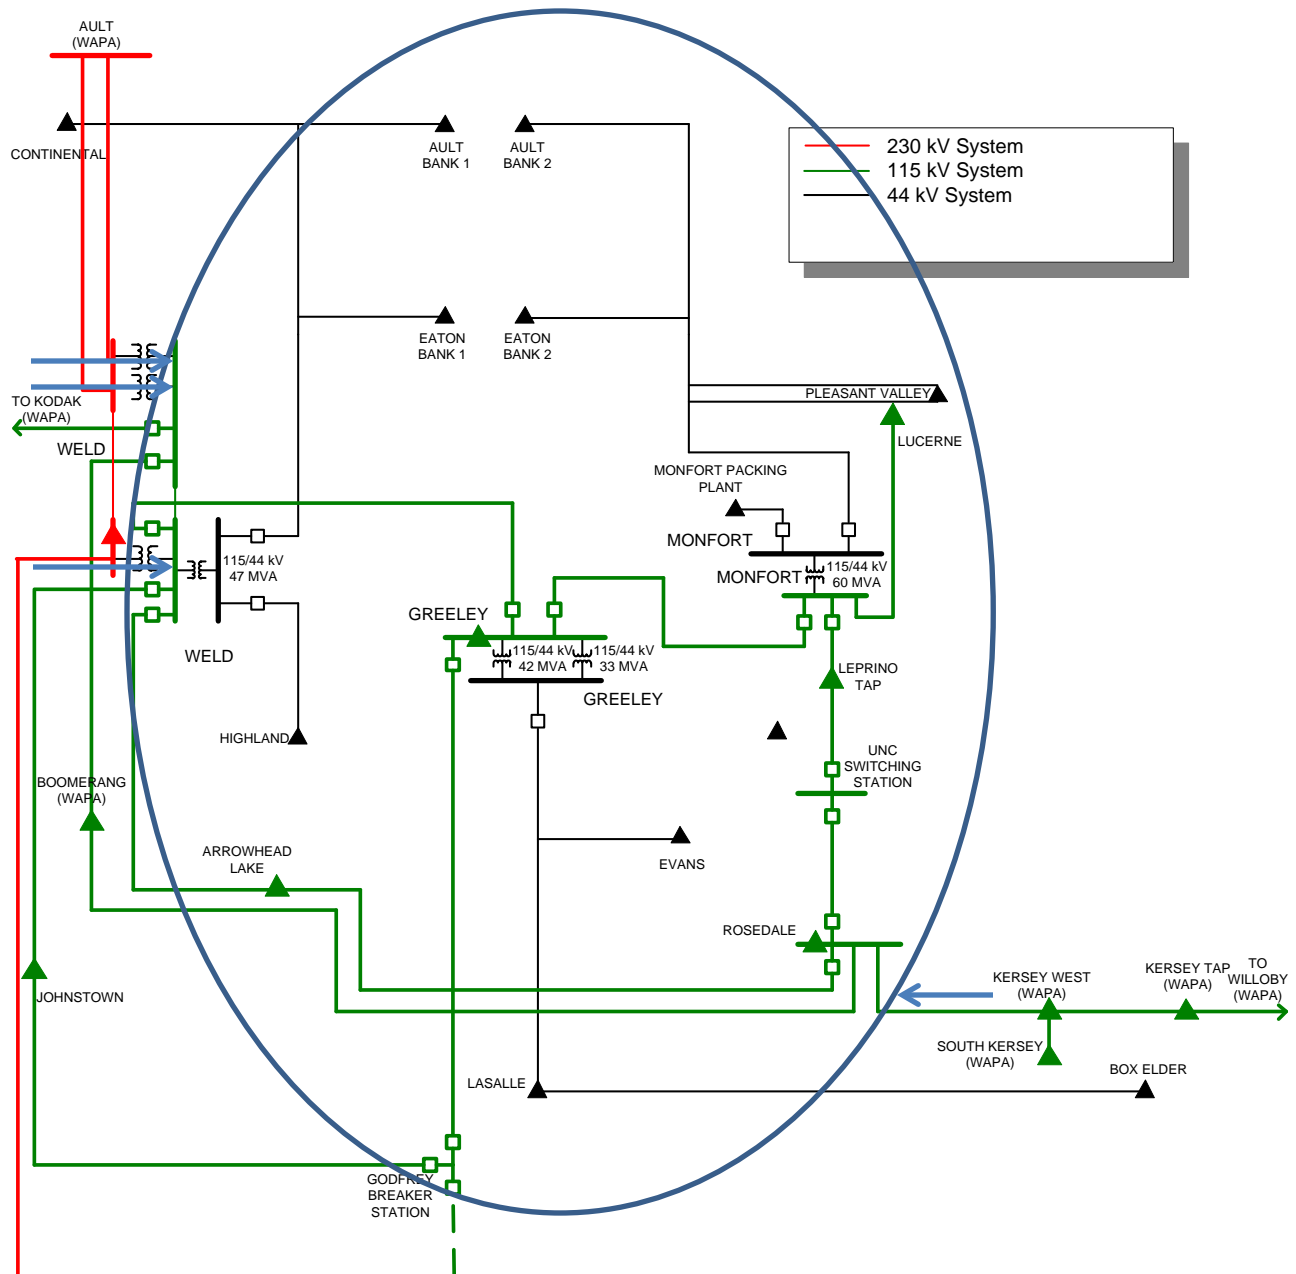 AULT
(WAPA)
CONTINENTAL
AULT
BANK 1
AULT
BANK 2
230 kV System
115 kV System
44 kV System
EATON
BANK 1
EATON
BANK 2
TO KODAK
(WAPA)
PLEASANT VALLEY
WELD
LUCERNE
MONFORT PACKING
PLANT
MONFORT
115/44 kV
47 MVA
MONFORT
115/44 kV
60 MVA
GREELEY
WELD
115/44 kV
42 MVA
115/44 kV
33 MVA
LEPRINO
TAP
GREELEY
HIGHLAND
UNC
SWITCHING
STATION
BOOMERANG
(WAPA)
ARROWHEAD
LAKE
EVANS
ROSEDALE
JOHNSTOWN
KERSEY WEST
(WAPA)
KERSEY TAP
(WAPA)
TO
WILLOBY
(WAPA)
SOUTH KERSEY
(WAPA)
LASALLE
BOX ELDER
GODFREY
BREAKER
STATION